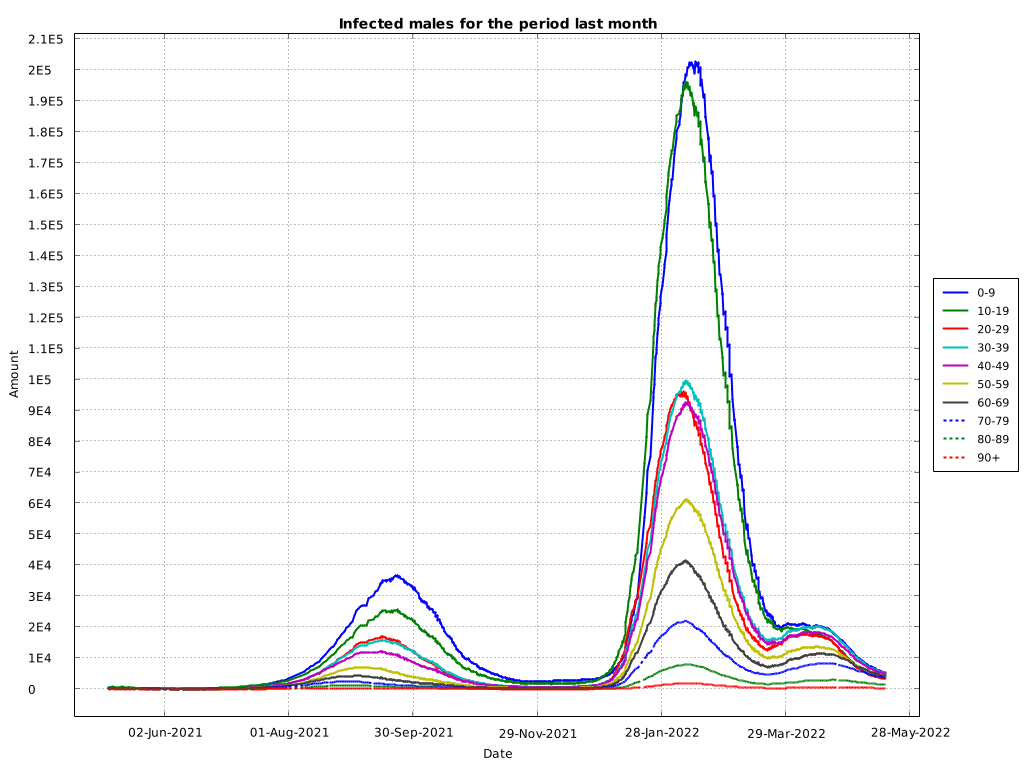 Infected males for the period last month
2.1E5
2E5
1.9E5
1.8E5
1.7E5
1.6E5
1.5E5
1.4E5
1.3E5
1.2E5
1.1E5
1E5
9E4
8E4
7E4
6E4
5E4
4E4
3E4
2E4
1E4
0
Amount
02-Jun-2021
01-Aug-2021
30-Sep-2021
29-Nov-2021
28-Jan-2022
29-Mar-2022
28-May-2022
Date
0-9
10-19
20-29
30-39
40-49
50-59
60-69
70-79
80-89
90+